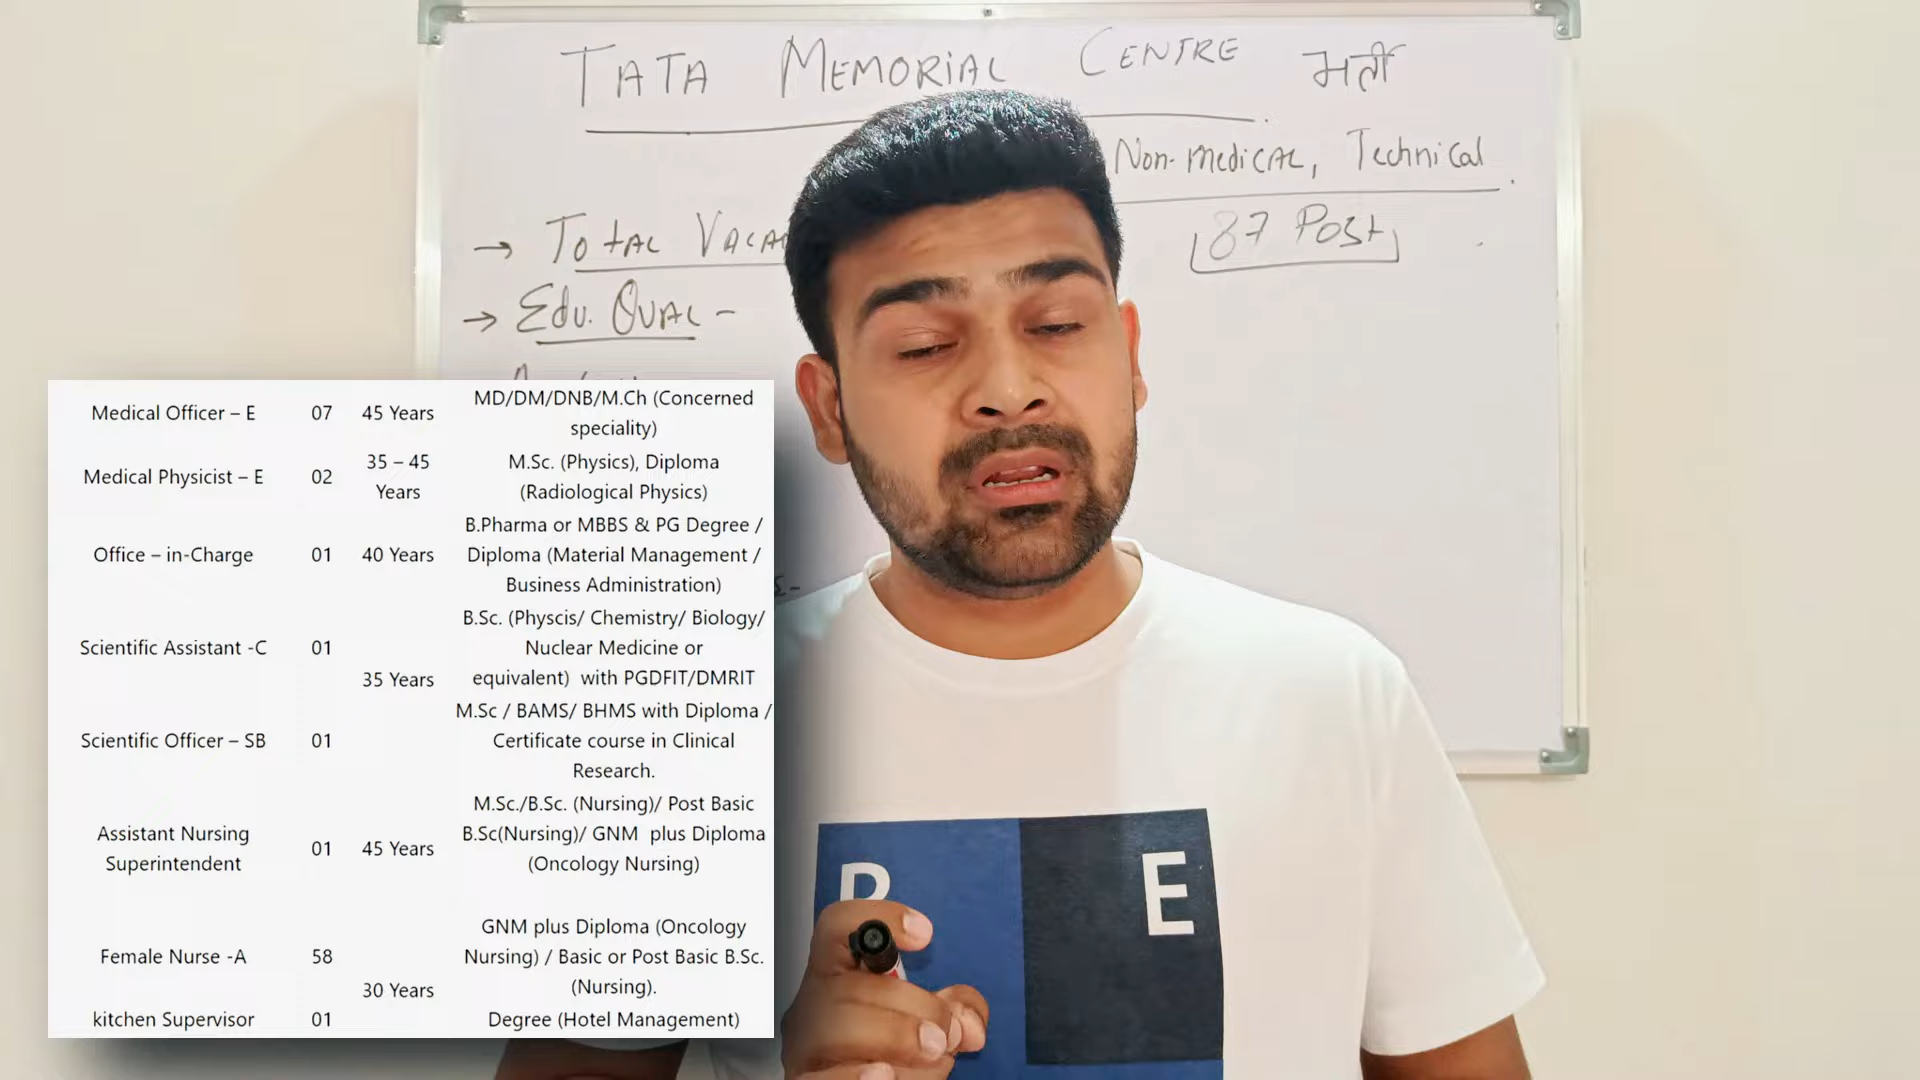 TATA MEMORIAL CENTRE भर्ती
Non-medical, Technical
→ Total Vaca
87 Post
→ Edu. Qual -
Medical Officer – E 07 45 Years MD/DM/DNB/M.Ch (Concerned
speciality)
Medical Physicist – E 02 35 – 45
Years M.Sc. (Physics), Diploma
(Radiological Physics)
Office – in-Charge 01 40 Years B.Pharma or MBBS & PG Degree /
Diploma (Material Management /
Business Administration)
Scientific Assistant -C 01 35 Years B.Sc. (Physcis/ Chemistry/ Biology/
Nuclear Medicine or
equivalent) with PGDFIT/DMRIT
Scientific Officer – SB 01 M.Sc / BAMS/ BHMS with Diploma /
Certificate course in Clinical
Research.
Assistant Nursing
Superintendent 01 45 Years M.Sc./B.Sc. (Nursing)/ Post Basic
B.Sc(Nursing)/ GNM plus Diploma
(Oncology Nursing)
Female Nurse -A 58 30 Years GNM plus Diploma (Oncology
Nursing) / Basic or Post Basic B.Sc.
(Nursing).
kitchen Supervisor 01 Degree (Hotel Management)
E